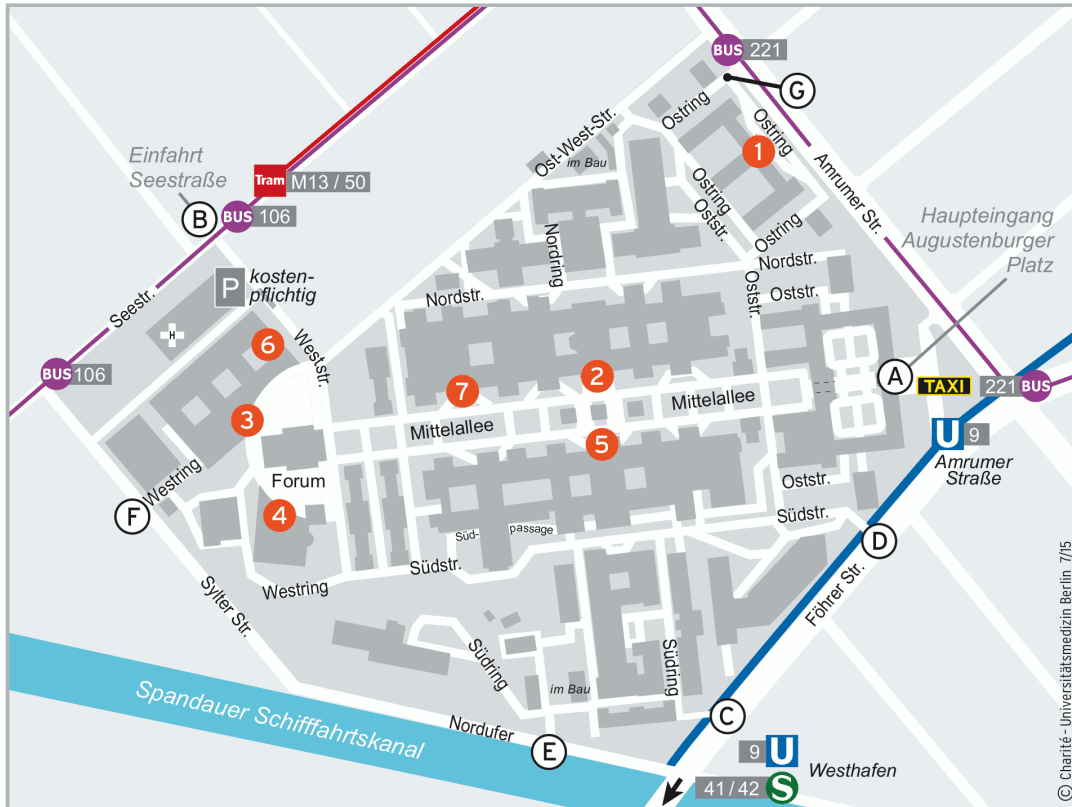 BUS 221
G
Ostring
Ostring
1
Ost-West-Str.
im Bau
Einfahrt
Seestraße
Tram M13 / 50
B
BUS 106
Amrumer Str.
Haupteingang
Augustenburger
Platz
Ostring
Oststr.
Ostring
Nordring
Nordstr.
Nordstr.
Oststr.
Oststr.
P kosten-
pflichtig
Seestr.
H
6
Weststr.
BUS 106
7
2
A
TAXI
221 BUS
Mittelallee
Mittelallee
3
5
U 9
Amrumer
Straße
Westring
Forum
F
4
Oststr.
Südstr.
Süd-
passage
D
Südstr.
Westring
Sylter Str.
Föhrer Str.
Südring
Südring
im Bau
Spandauer Schifffahrtskanal
Nordufer
C
E
9 U
Westhafen
41 / 42 S
© Charité - Universitätsmedizin Berlin 7/15